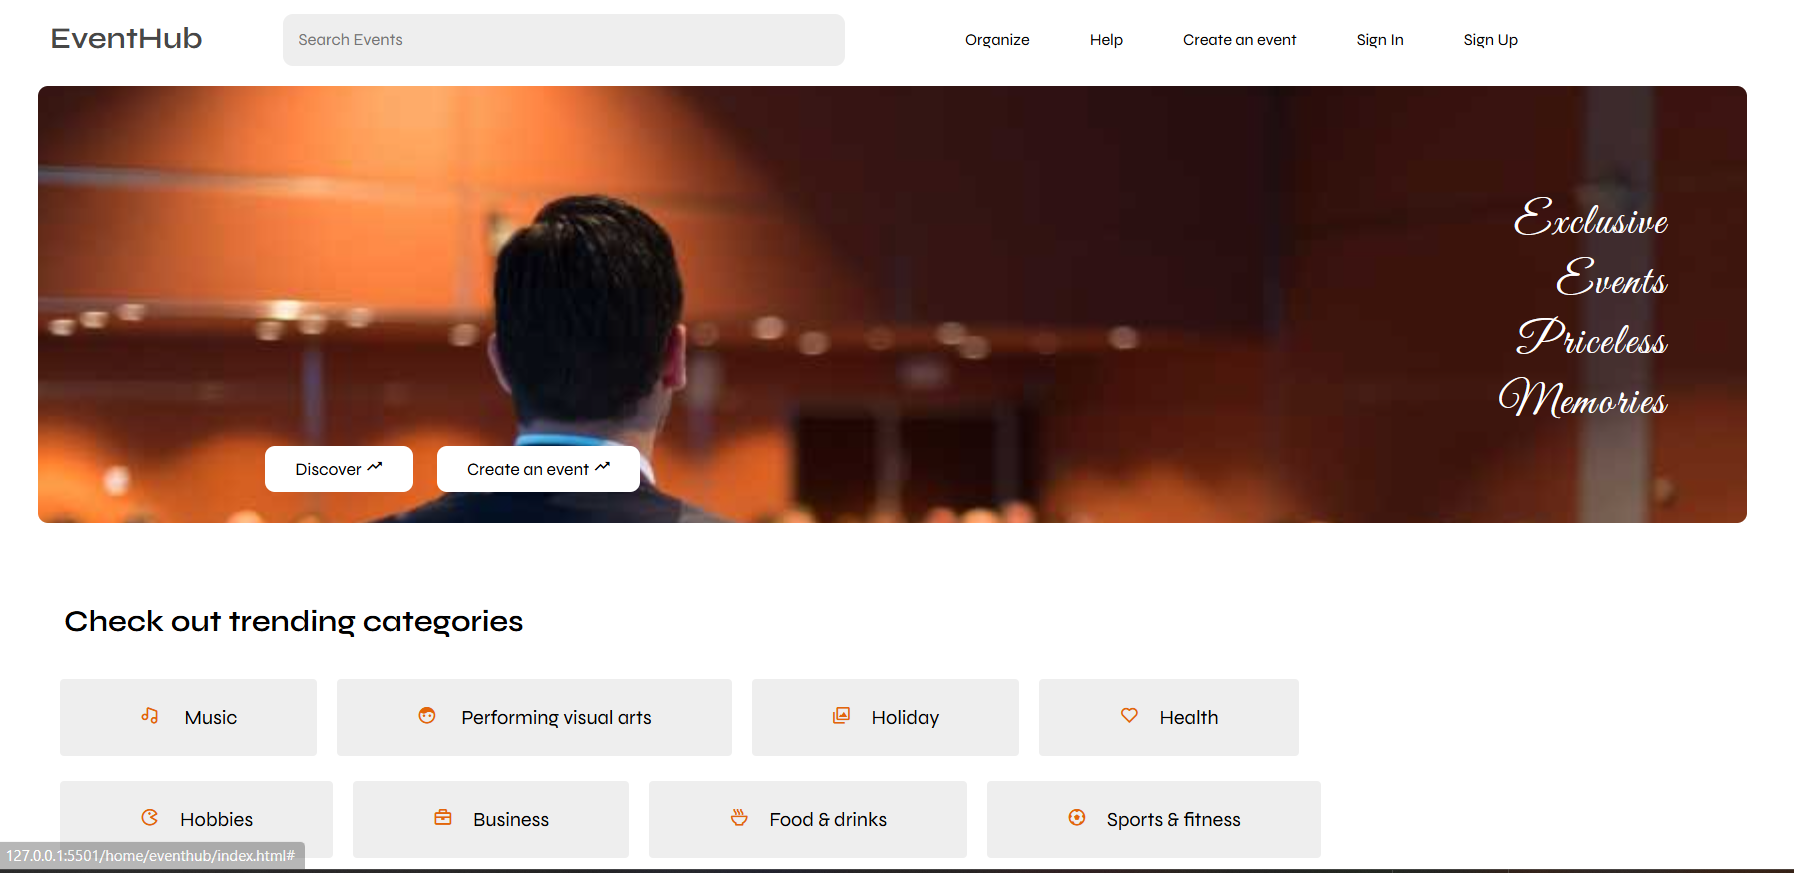 EventHub
Search Events
Organize
Help
Create an event
Sign In
Sign Up
Exclusive
Events
Priceless
Memories
Discover
Create an event
Check out trending categories
Music
Performing visual arts
Holiday
Health
Hobbies
Business
Food & drinks
Sports & fitness
127.0.0.1:5501/home/eventhub/index.html#